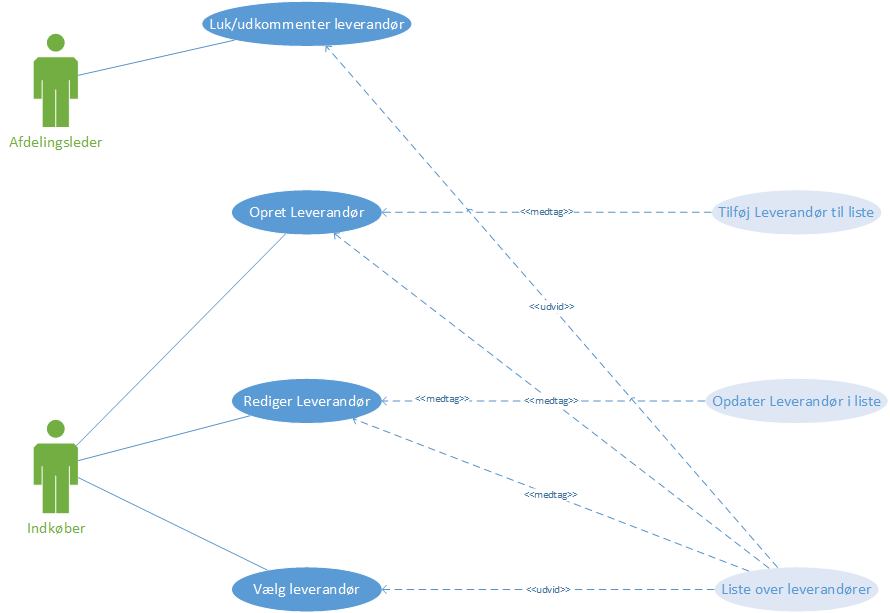 Luk/udkommenter leverandør
Afdelingsleder
Opret Leverandør
<<medtag>>
Tilføj Leverandør til liste
<<udvid>>
Rediger Leverandør
<<medtag>>
<<medtag>>
Opdater Leverandør i liste
<<medtag>>
Indkøber
Vælg leverandør
<<udvid>>
Liste over leverandører